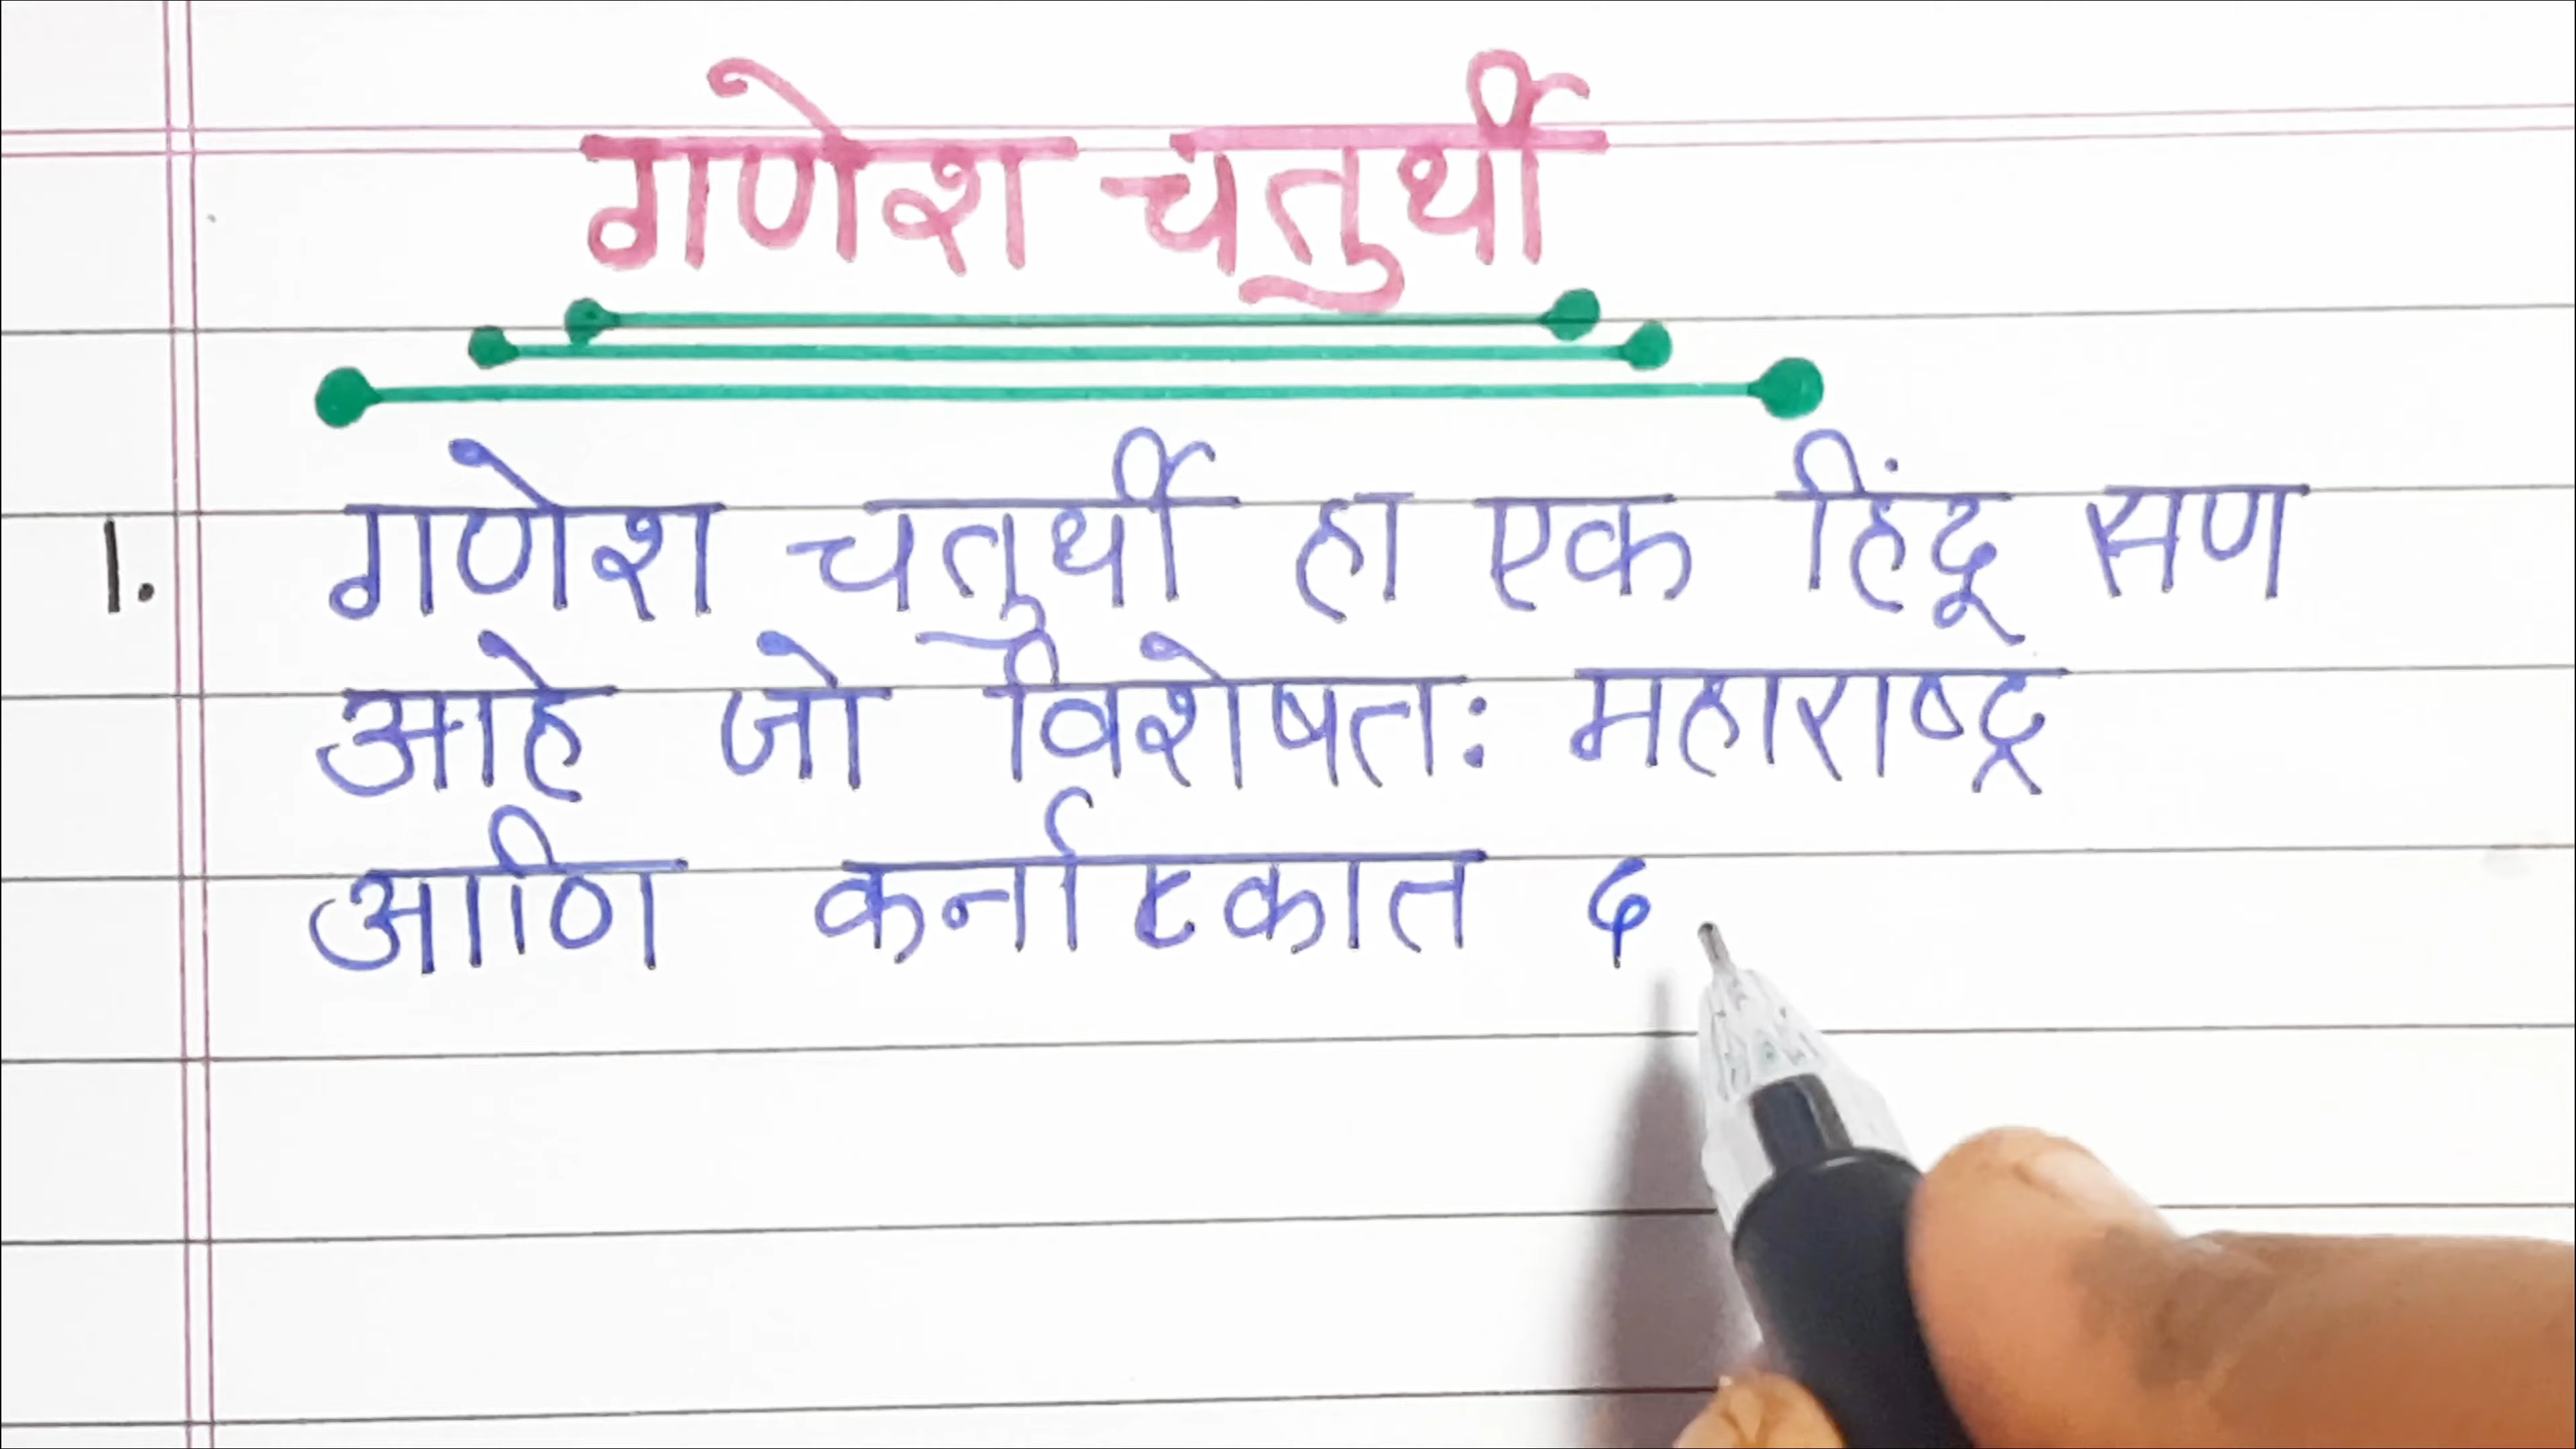 गणेश चतुर्थी
1. गणेश चतुर्थी हा एक हिंदू सण
आहे जो विशेषतः महाराष्ट्र
आणि कर्नाटकात द